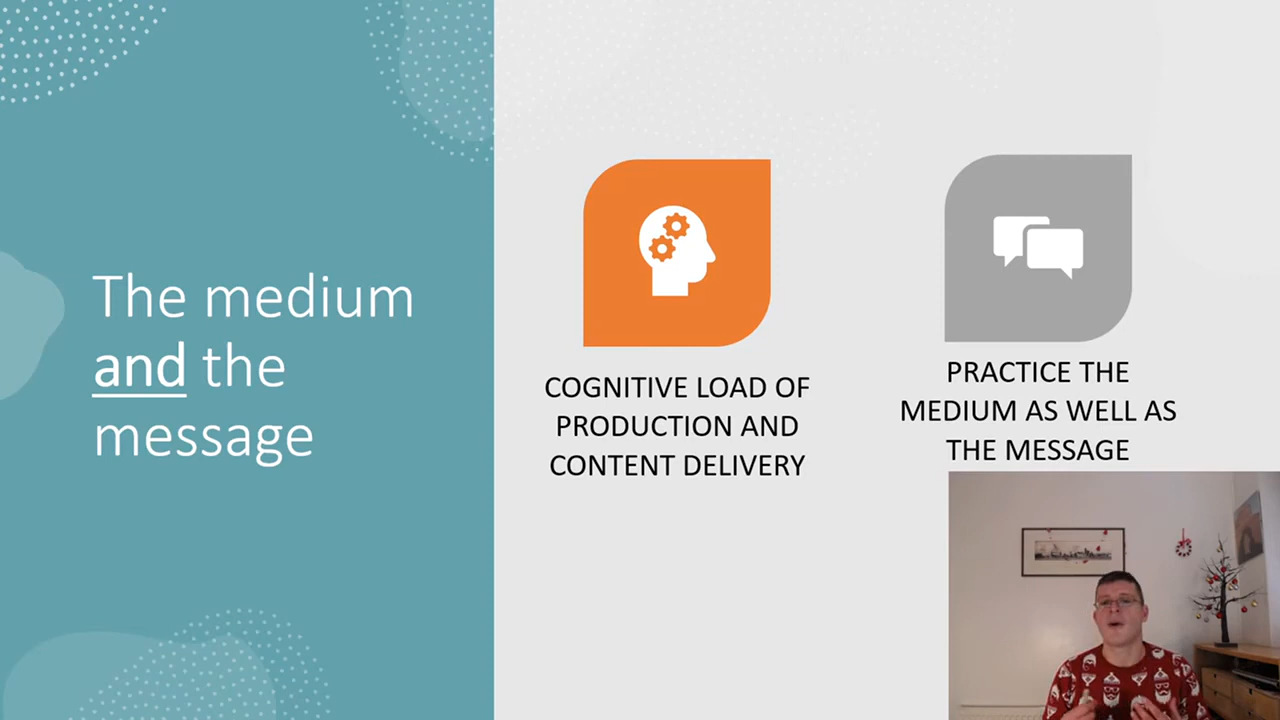 The medium
and the
message
COGNITIVE LOAD OF
PRODUCTION AND
CONTENT DELIVERY
PRACTICE THE
MEDIUM AS WELL AS
THE MESSAGE